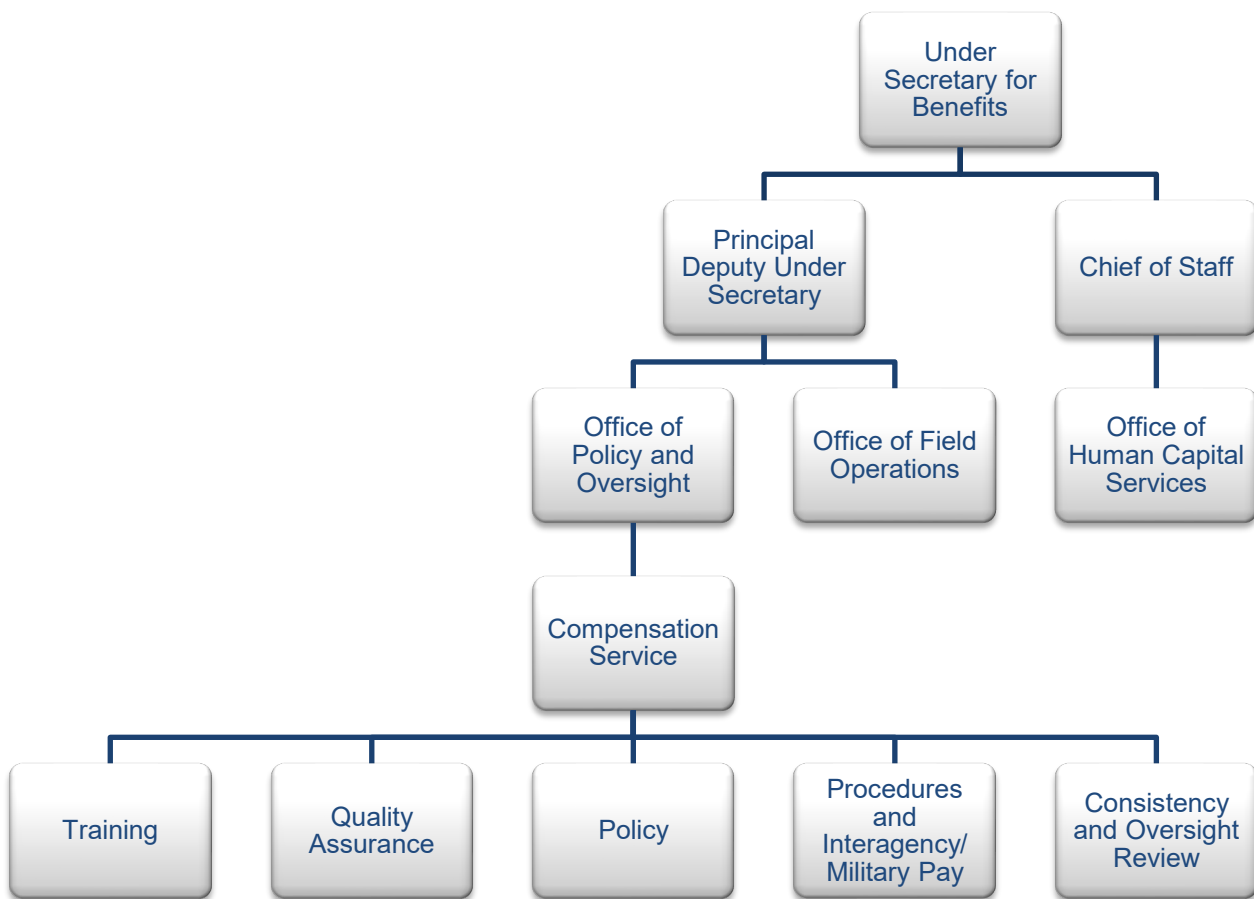 Under
Secretary for
Benefits
Principal
Deputy Under
Secretary
Chief of Staff
Office of
Policy and
Oversight
Office of Field
Operations
Office of
Human Capital
Services
Compensation
Service
Training
Quality
Assurance
Policy
Procedures
and
Interagency/
Military Pay
Consistency
and Oversight
Review